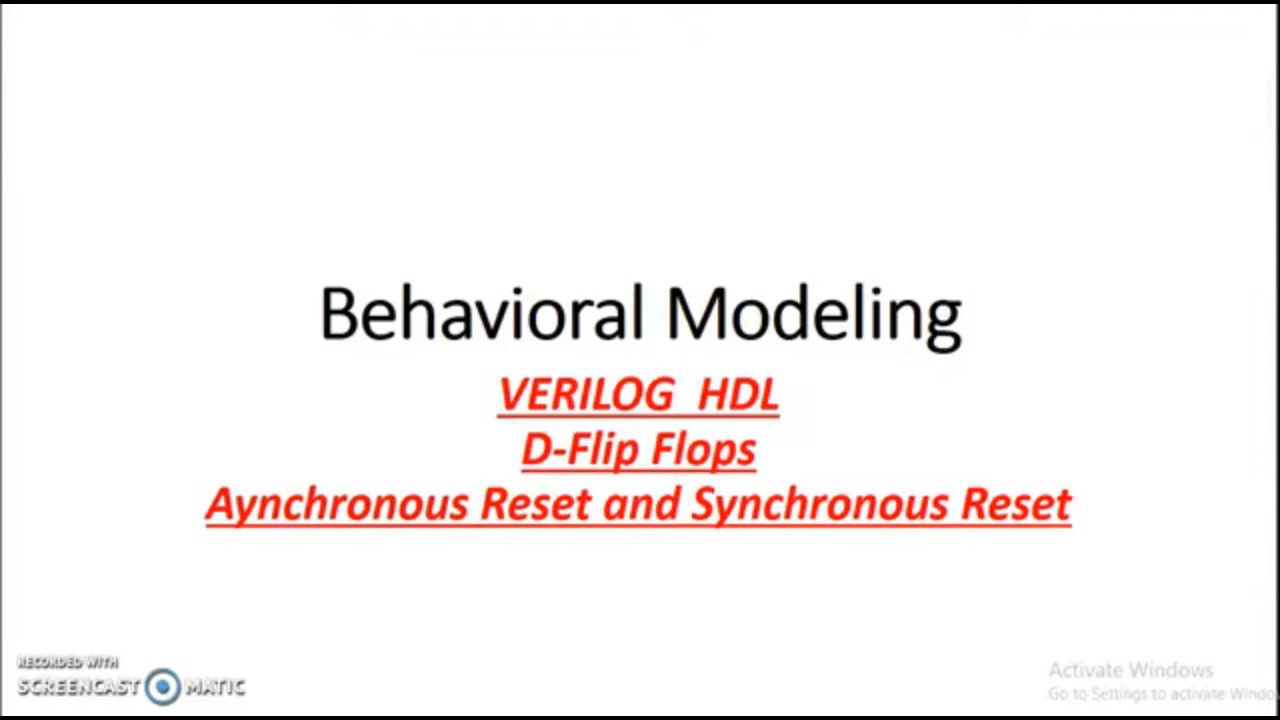 Behavioral Modeling
VERILOG HDL
D-Flip Flops
Aynchronous Reset and Synchronous Reset
RECORDED WITH
SCREENCAST MATIC
Activate Windows
Go to Settings to activate Windo